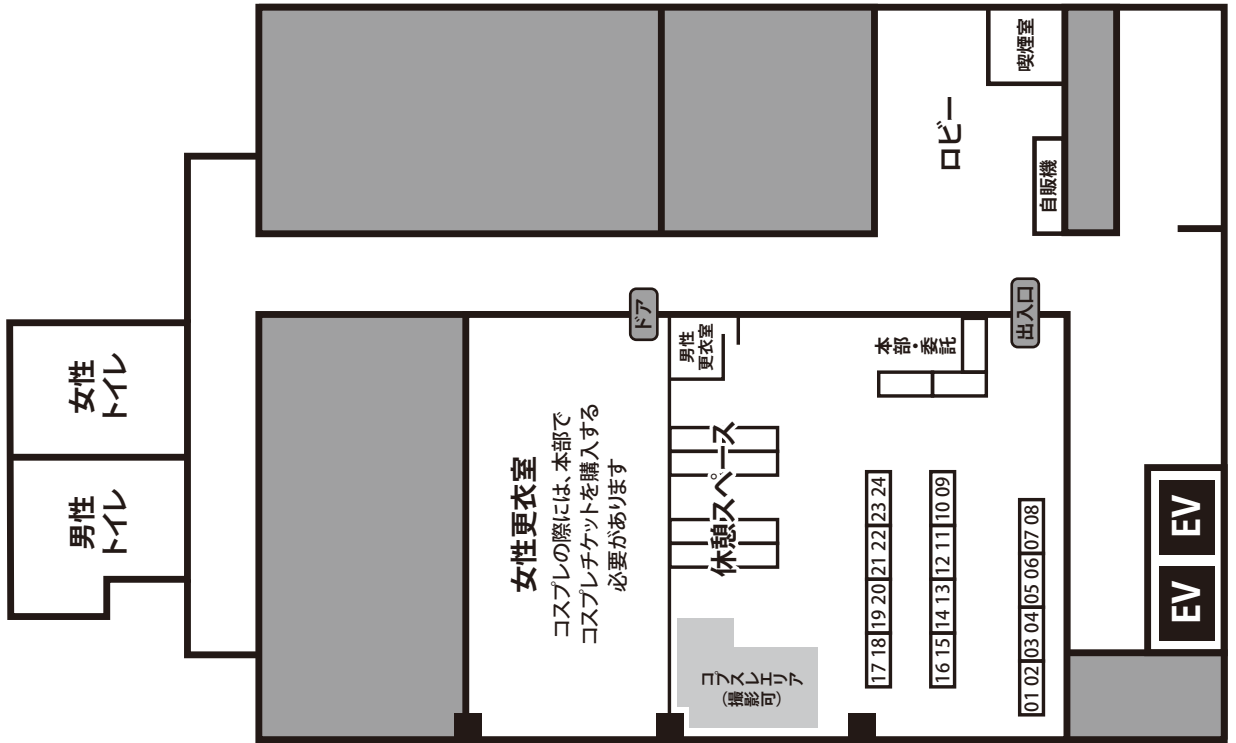 女性
トイレ
男性
トイレ
喫煙室
ロビー
自販機
ドア
出入口
男性
更衣室
本部・委託
女性更衣室
コスプレの際には、本部で
コスプレチケットを購入する
必要があります
休憩スペース
コプスレエリア
(撮影可)
17 18 19 20 21 22 23 24
16 15 14 13 12 11 10 09
01 02 03 04 05 06 07 08
EV
EV